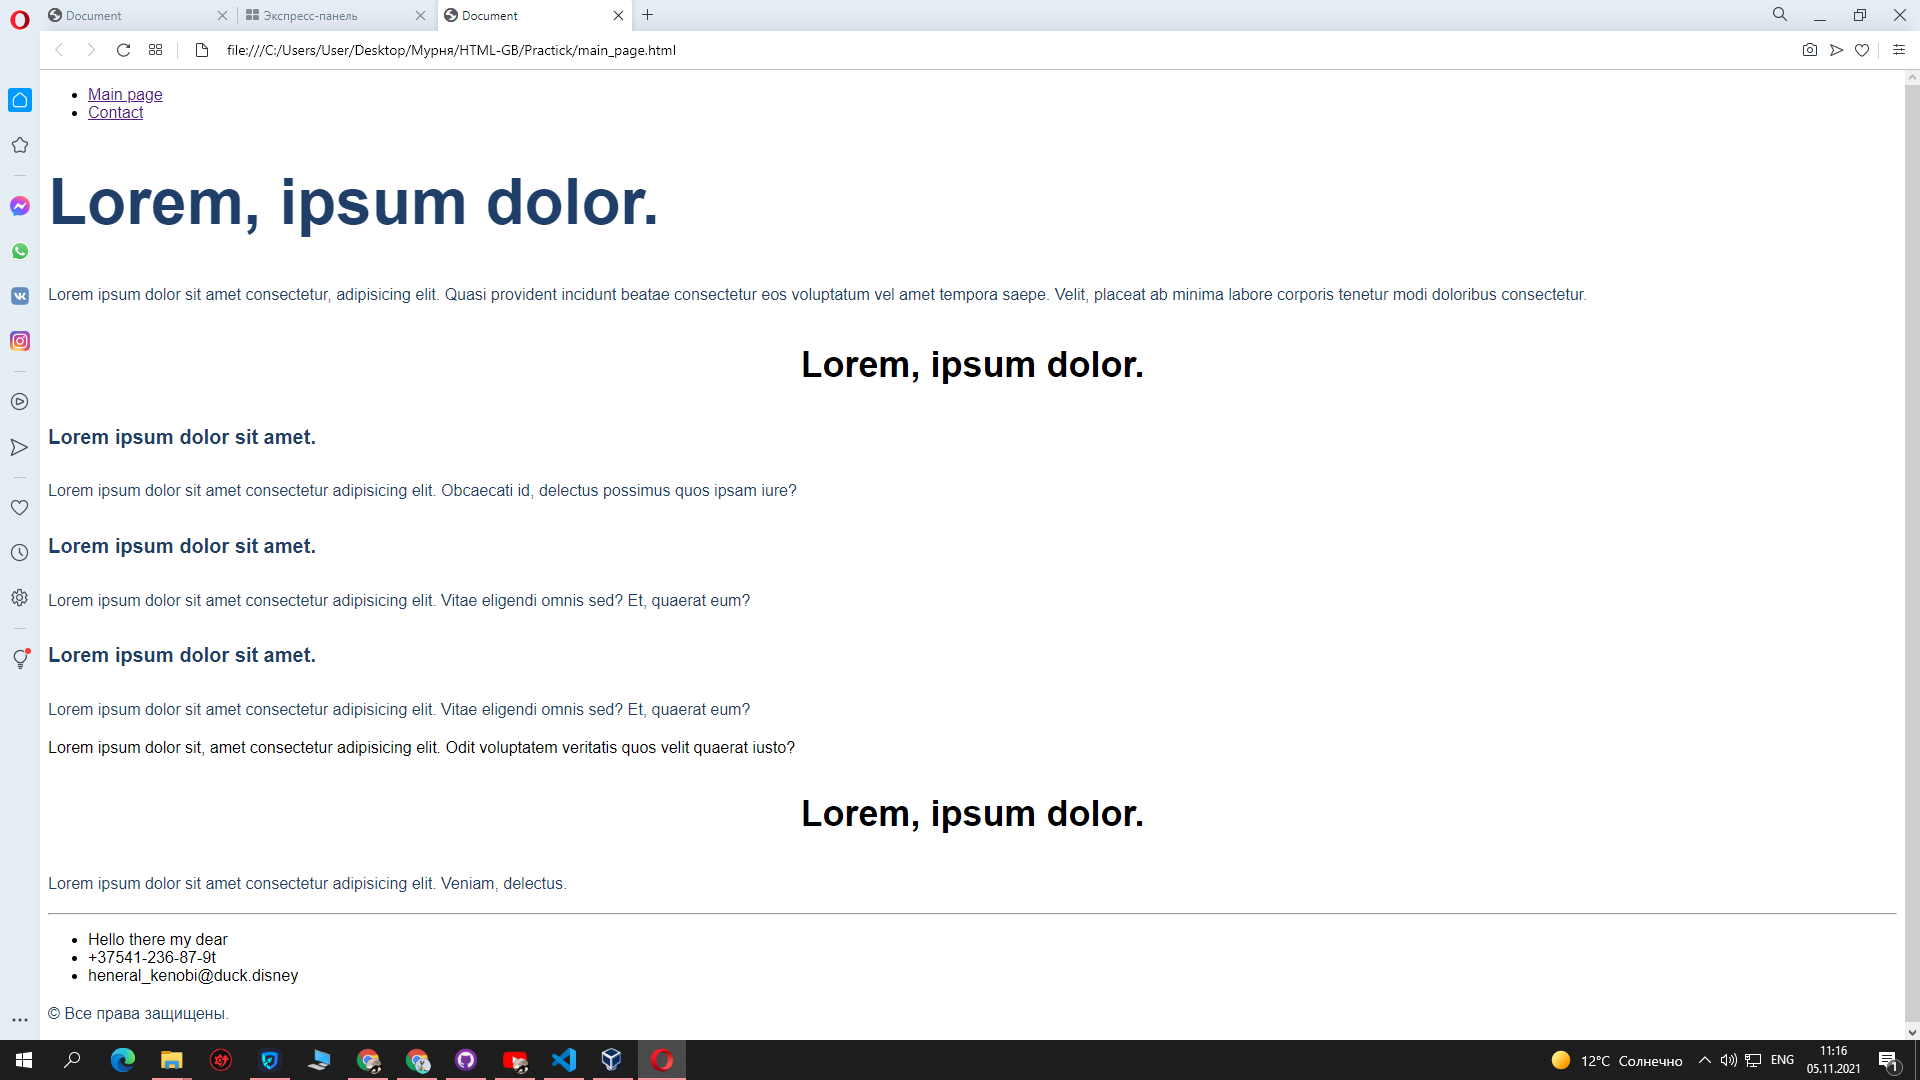 Document
Экспресс-панель
Document
file:///C:/Users/User/Desktop/Мурня/HTML-GB/Practick/main_page.html
Main page
Contact
Lorem, ipsum dolor.
Lorem ipsum dolor sit amet consectetur, adipisicing elit. Quasi provident incidunt beatae consectetur eos voluptatum vel amet tempora saepe. Velit, placeat ab minima labore corporis tenetur modi doloribus consectetur.
Lorem, ipsum dolor.
Lorem ipsum dolor sit amet.
Lorem ipsum dolor sit amet consectetur adipisicing elit. Obcaecati id, delectus possimus quos ipsam iure?
Lorem ipsum dolor sit amet.
Lorem ipsum dolor sit amet consectetur adipisicing elit. Vitae eligendi omnis sed? Et, quaerat eum?
Lorem ipsum dolor sit amet.
Lorem ipsum dolor sit amet consectetur adipisicing elit. Vitae eligendi omnis sed? Et, quaerat eum?
Lorem ipsum dolor sit, amet consectetur adipisicing elit. Odit voluptatem veritatis quos velit quaerat iusto?
Lorem, ipsum dolor.
Lorem ipsum dolor sit amet consectetur adipisicing elit. Veniam, delectus.
Hello there my dear
+37541-236-87-9t
heneral_kenobi@duck.disney
© Все права защищены.
12°C Солнечно
ENG
11:16
05.11.2021
1